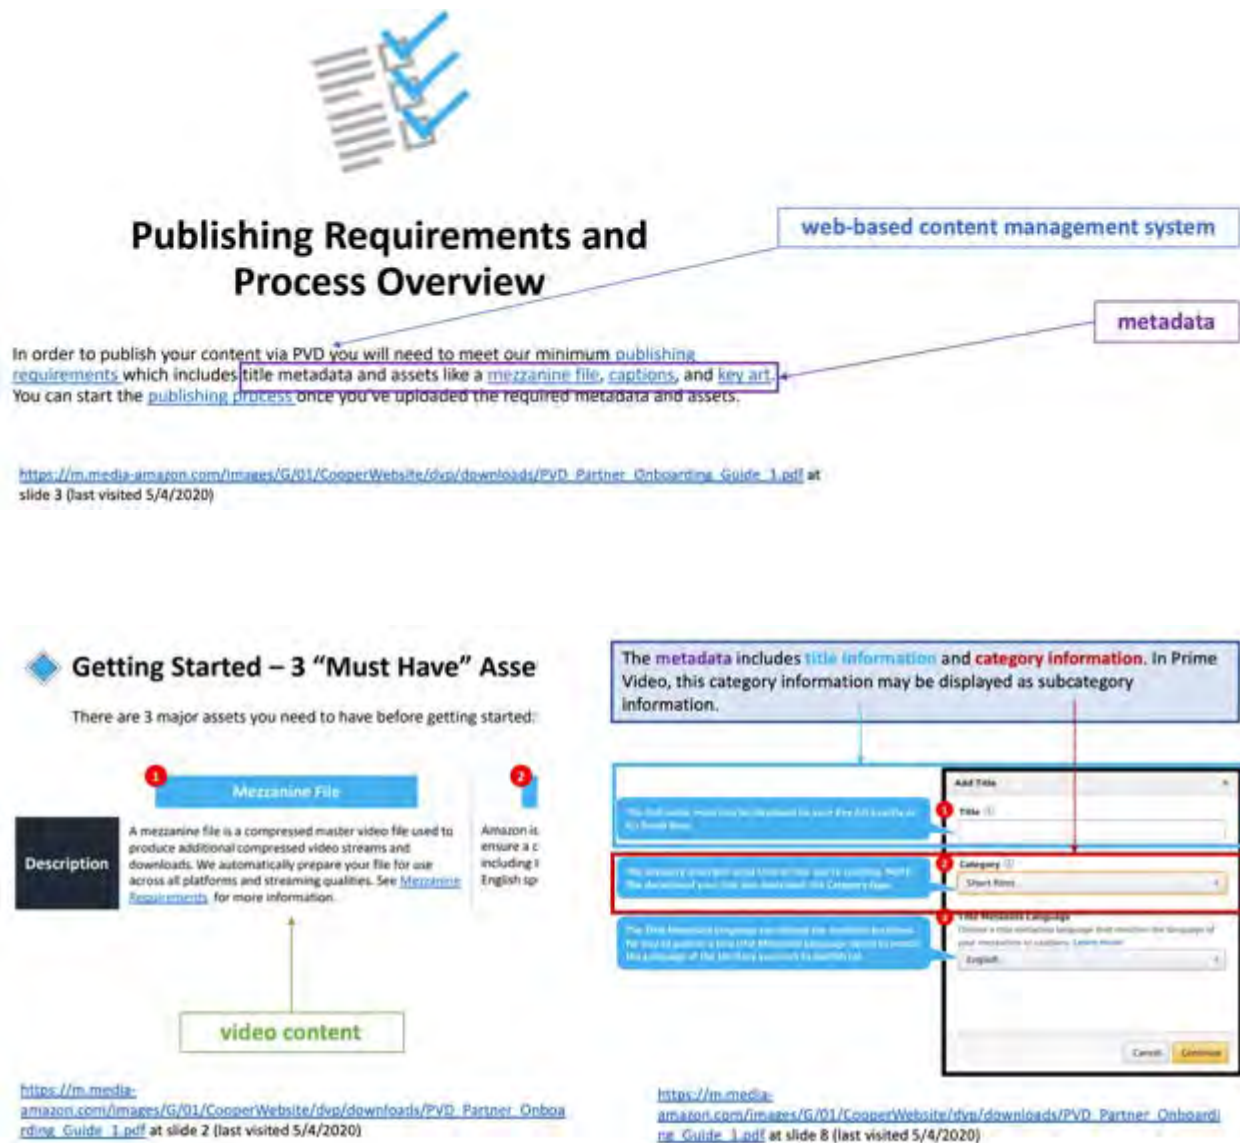 Publishing Requirements and
Process Overview
web-based content management system
metadata
In order to publish your content via PVD you will need to meet our minimum publishing
requirements which includes title metadata and assets like a mezzanine file, captions, and key art.
You can start the publishing process once you've uploaded the required metadata and assets.
https://m.media-amazon.com/images/G/01/CooperWebsite/dvp/downloads/PVD_Partner_Onboarding_Guide_1.pdf at
slide 3 (last visited 5/4/2020)
Getting Started – 3 “Must Have” Asse
There are 3 major assets you need to have before getting started:
1
Mezzanine File
2
Description
A mezzanine file is a compressed master video file used to
produce additional compressed video streams and
downloads. We automatically prepare your file for use
across all platforms and streaming qualities. See Mezzanine
Requirements for more information.
Amazon is
ensure a c
including
English sp
video content
https://m.media-
amazon.com/images/G/01/CooperWebsite/dvp/downloads/PVD_Partner_Onboa
rding_Guide_1.pdf at slide 2 (last visited 5/4/2020)
The metadata includes title information and category information. In Prime
Video, this category information may be displayed as subcategory
information.
Add Title
1
Title
2
Category
Short Film
3
Title Metadata Language
English
Cancel
Continue
https://m.media-
amazon.com/images/G/01/CooperWebsite/dvp/downloads/PVD_Partner_Onboardi
ng_Guide_1.pdf at slide 8 (last visited 5/4/2020)